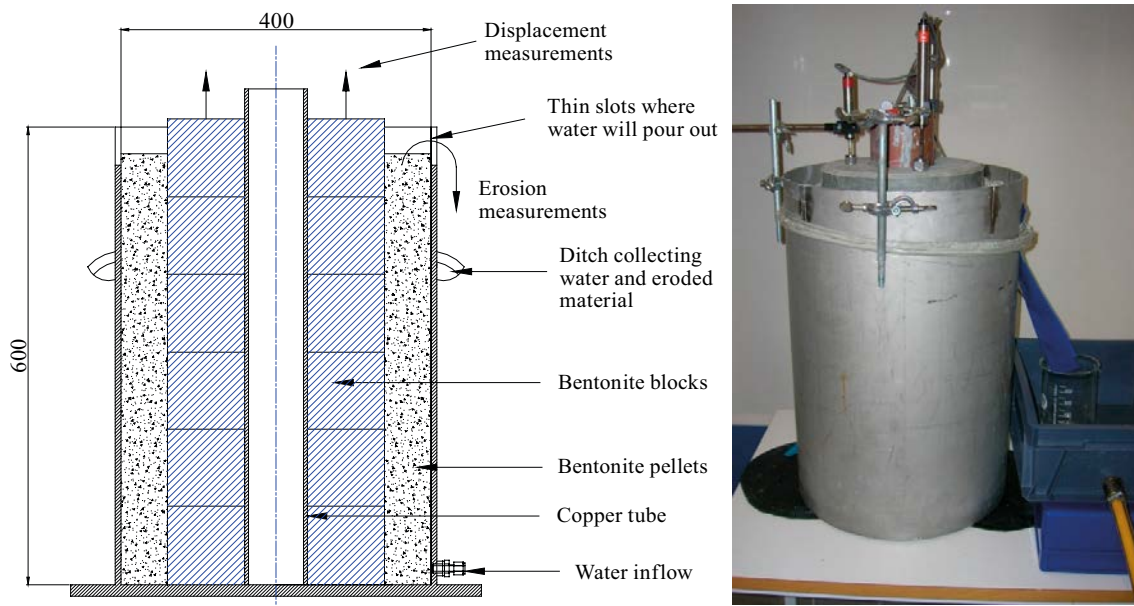 400
Displacement
measurements
Thin slots where
water will pour out
Erosion
measurements
Ditch collecting
water and eroded
material
600
Bentonite blocks
Bentonite pellets
Copper tube
Water inflow